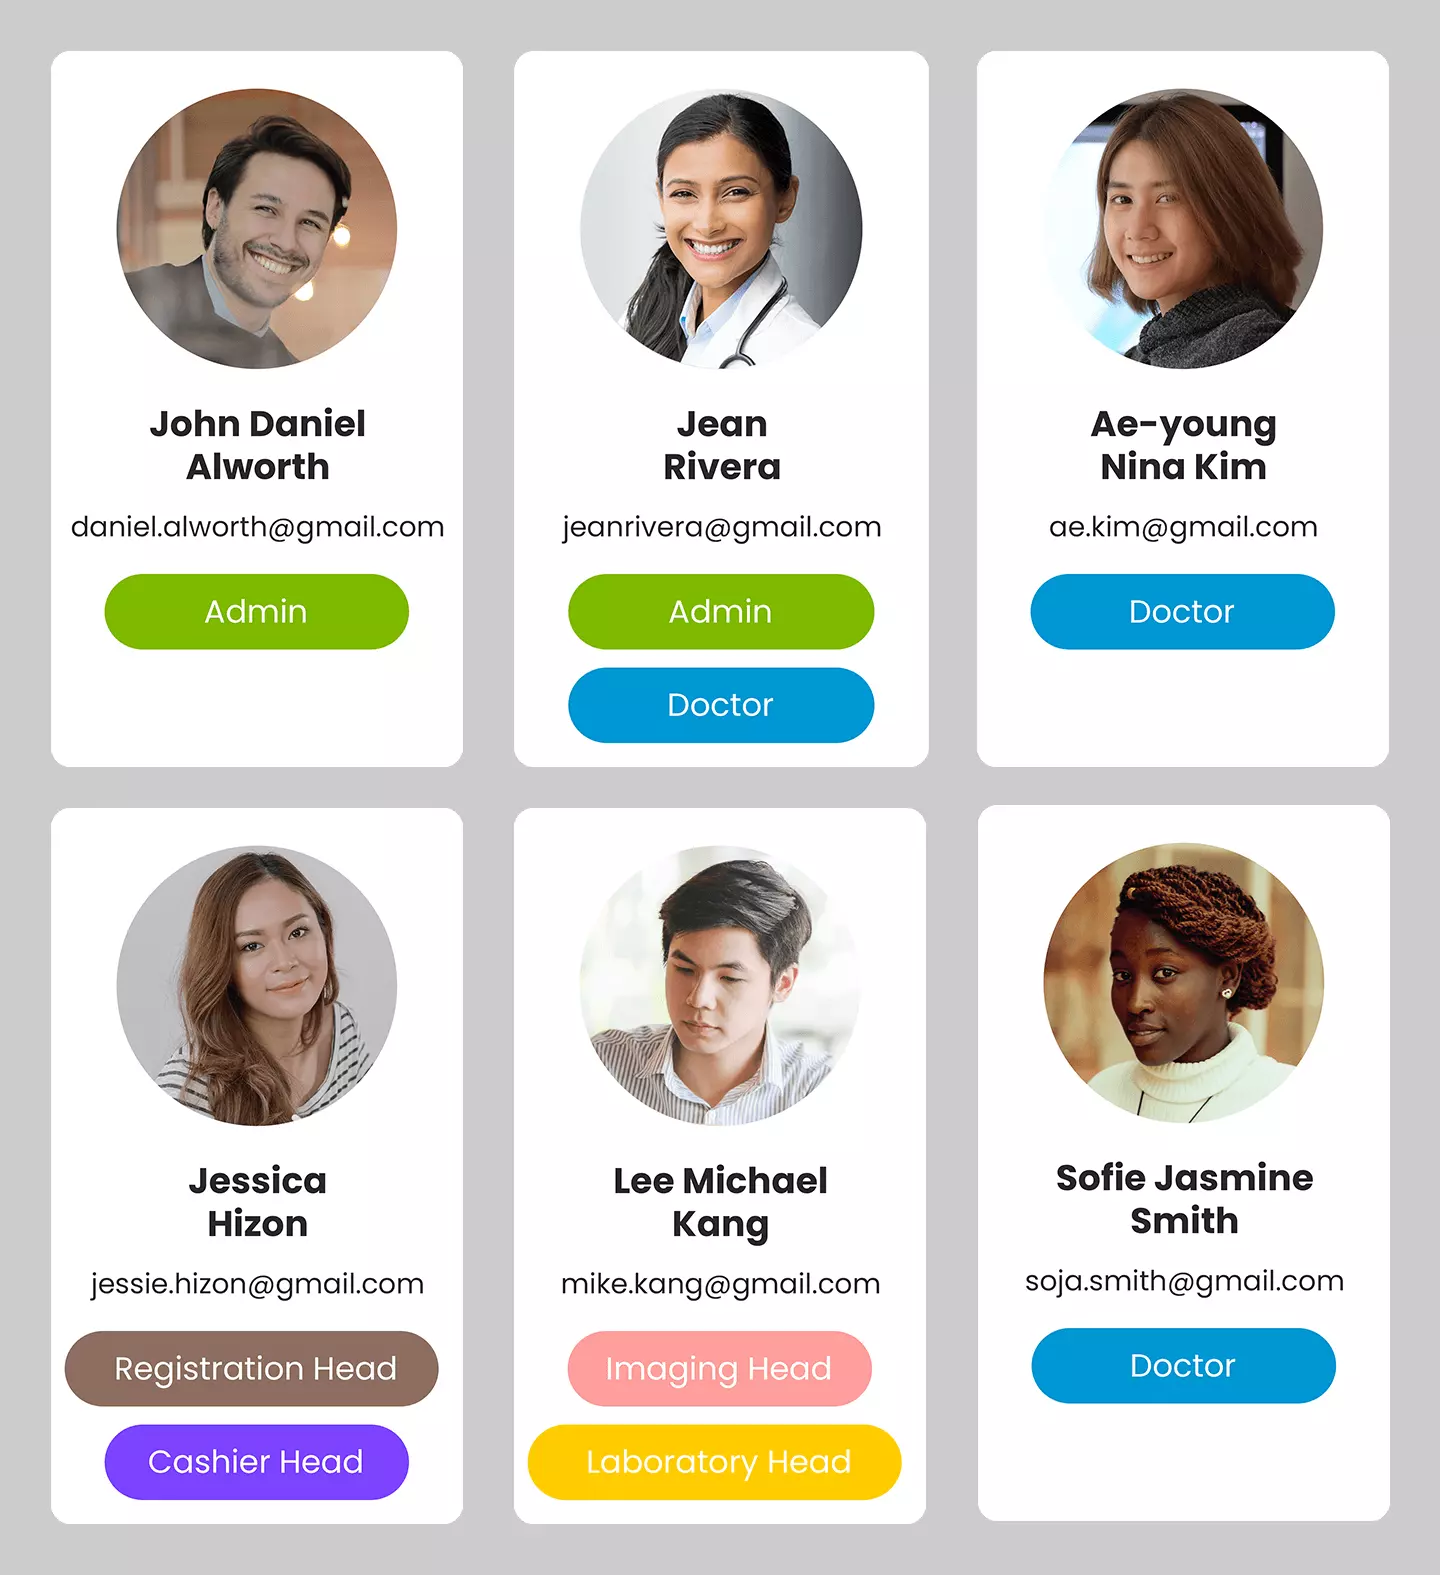 John Daniel
Alworth
daniel.alworth@gmail.com
Admin
Jean
Rivera
jeanrivera@gmail.com
Admin
Doctor
Ae-young
Nina Kim
ae.kim@gmail.com
Doctor
Jessica
Hizon
jessie.hizon@gmail.com
Registration Head
Cashier Head
Lee Michael
Kang
mike.kang@gmail.com
Imaging Head
Laboratory Head
Sofie Jasmine
Smith
soja.smith@gmail.com
Doctor